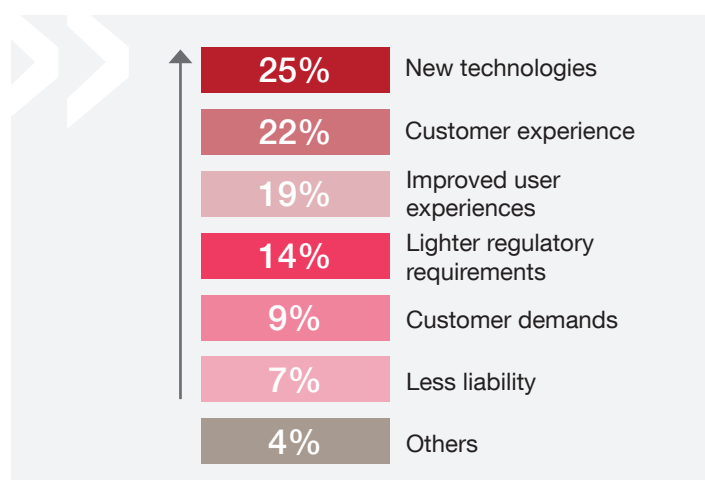 25% New technologies
22% Customer experience
19% Improved user
experiences
14% Lighter regulatory
requirements
9% Customer demands
7% Less liability
4% Others